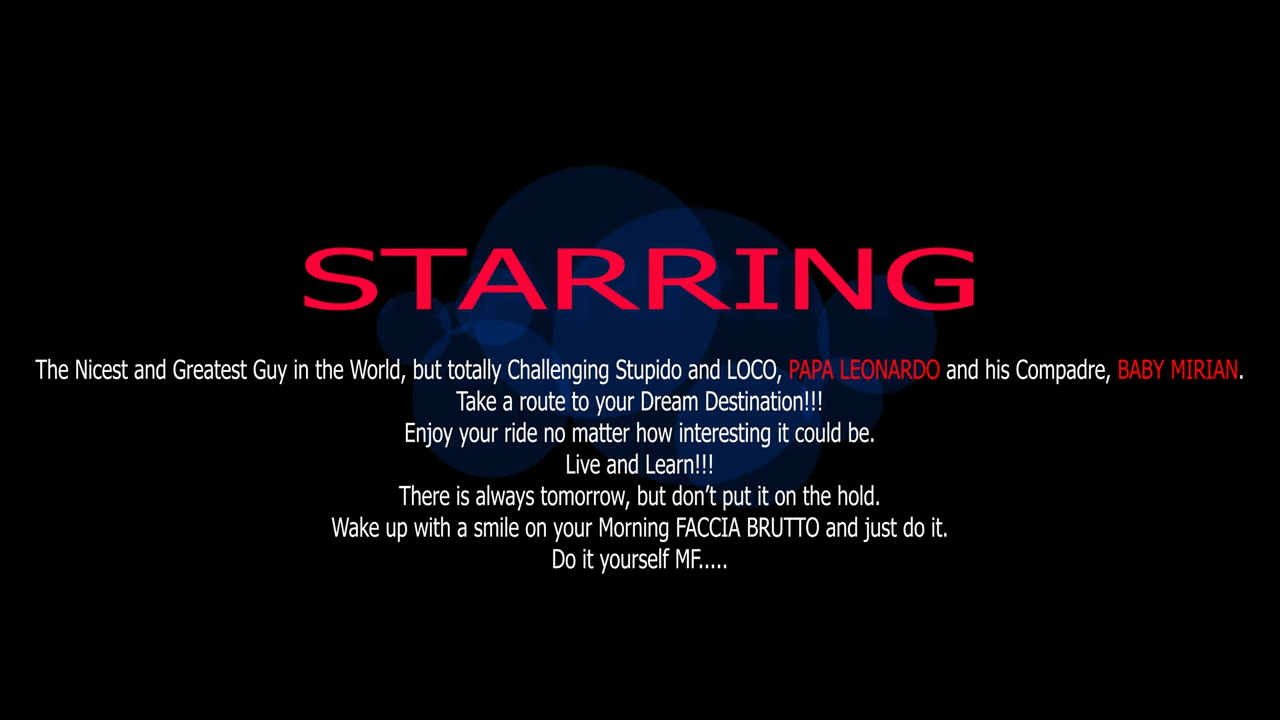 STARRING
The Nicest and Greatest Guy in the World, but totally Challenging Stupido and LOCO, PAPA LEONARDO and his Compadre, BABY MIRIAN.
Take a route to your Dream Destination!!!
Enjoy your ride no matter how interesting it could be.
Live and Learn!!!
There is always tomorrow, but don’t put it on the hold.
Wake up with a smile on your Morning FACCIA BRUTTO and just do it.
Do it yourself MF.....